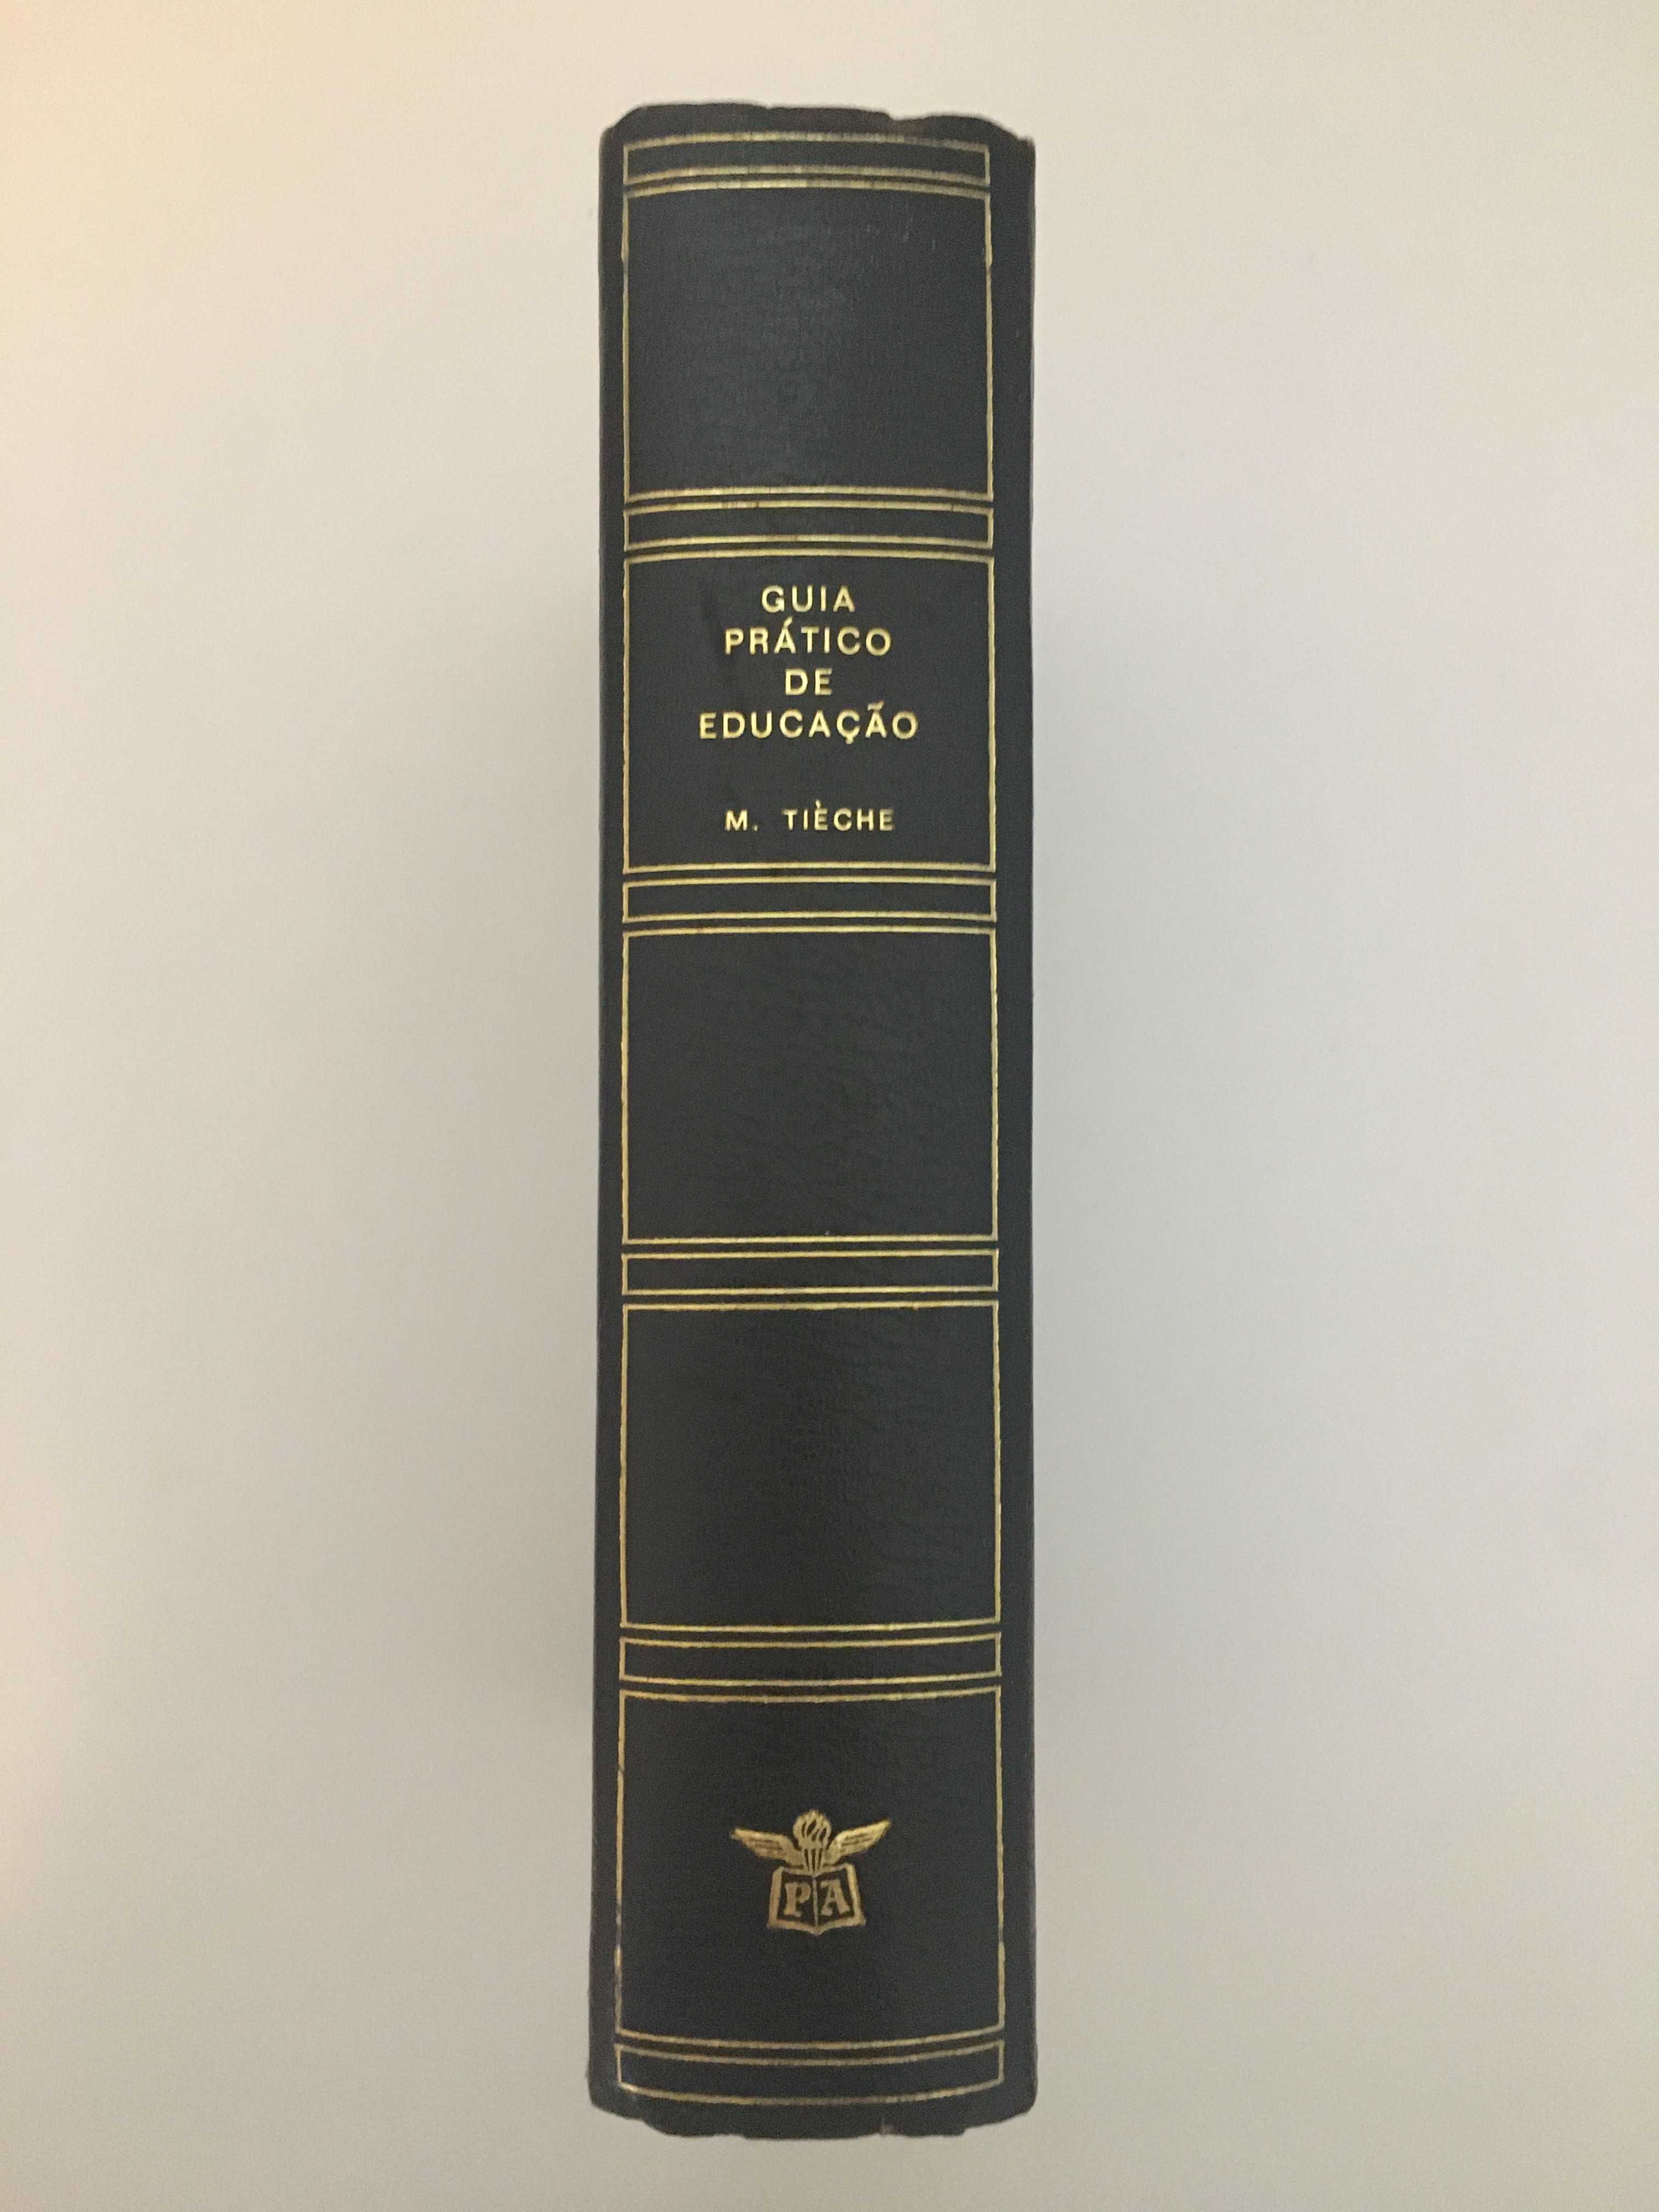 GUIA
PRÁTICO
DE
EDUCAÇÃO
M. TIÈCHE
PA